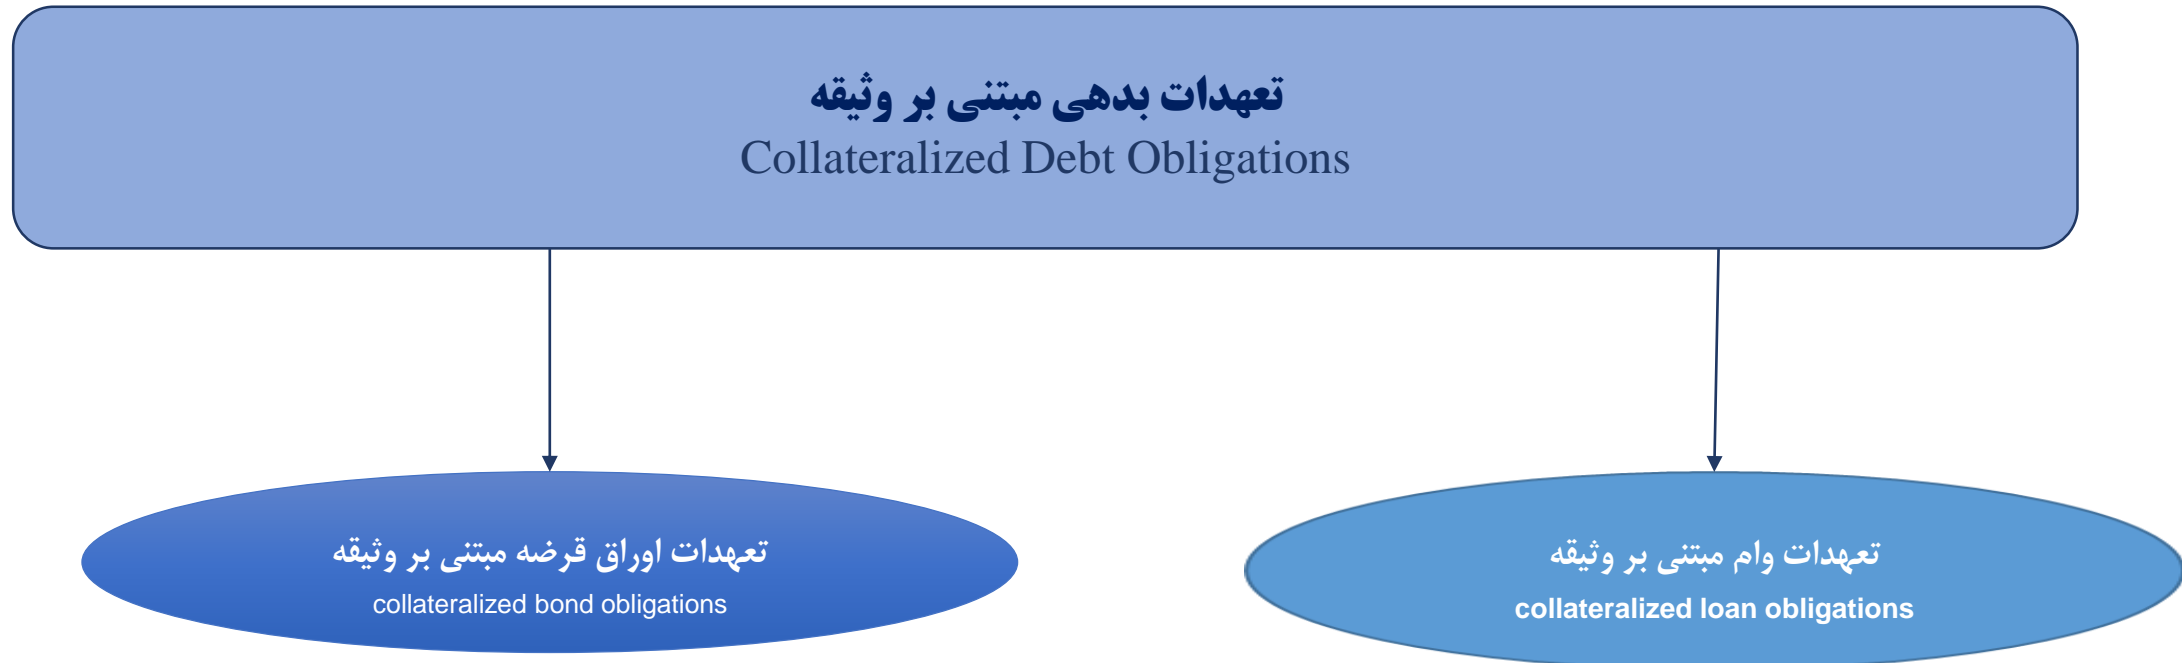 تعهدات بدهی مبتنی بر وثیقه
Collateralized Debt Obligations
تعهدات وام مبتنی بر وثیقه
collateralized loan obligations
تعهدات اوراق قرضه مبتنی بر وثیقه
collateralized bond obligations